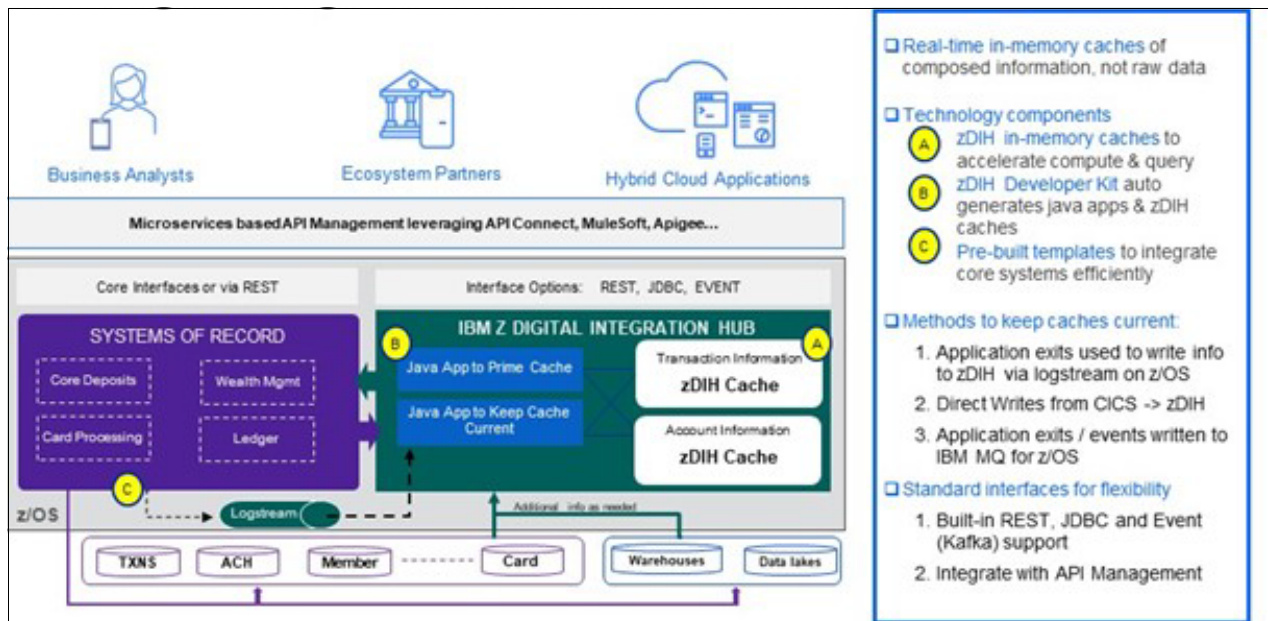 Business Analysts
Ecosystem Partners
Hybrid Cloud Applications
Microservices based API Management leveraging API Connect, MuleSoft, Apigee...
Core Interfaces or via REST
Interface Options: REST, JDBC, EVENT
SYSTEMS OF RECORD
Core Deposits
Wealth Mgmt
Card Processing
Ledger
IBM Z DIGITAL INTEGRATION HUB
B
A
Java App to Prime Cache
Java App to Keep Cache
Current
Transaction Information
zDIH Cache
Account Information
zDIH Cache
C
z/OS
Logstream
Additional info as needed
TXNS
ACH
Member
Card
Warehouses
Data lakes
Real-time in-memory caches of
composed information, not raw data
Technology components
A
zDIH in-memory caches to
accelerate compute & query
B
zDIH Developer Kit auto
generates java apps & zDIH
caches
C
Pre-built templates to integrate
core systems efficiently
Methods to keep caches current:
1. Application exits used to write info
to zDIH via logstream on z/OS
2. Direct Writes from CICS -> zDIH
3. Application exits / events written to
IBM MQ for z/OS
Standard interfaces for flexibility
1. Built-in REST, JDBC and Event
(Kafka) support
2. Integrate with API Management